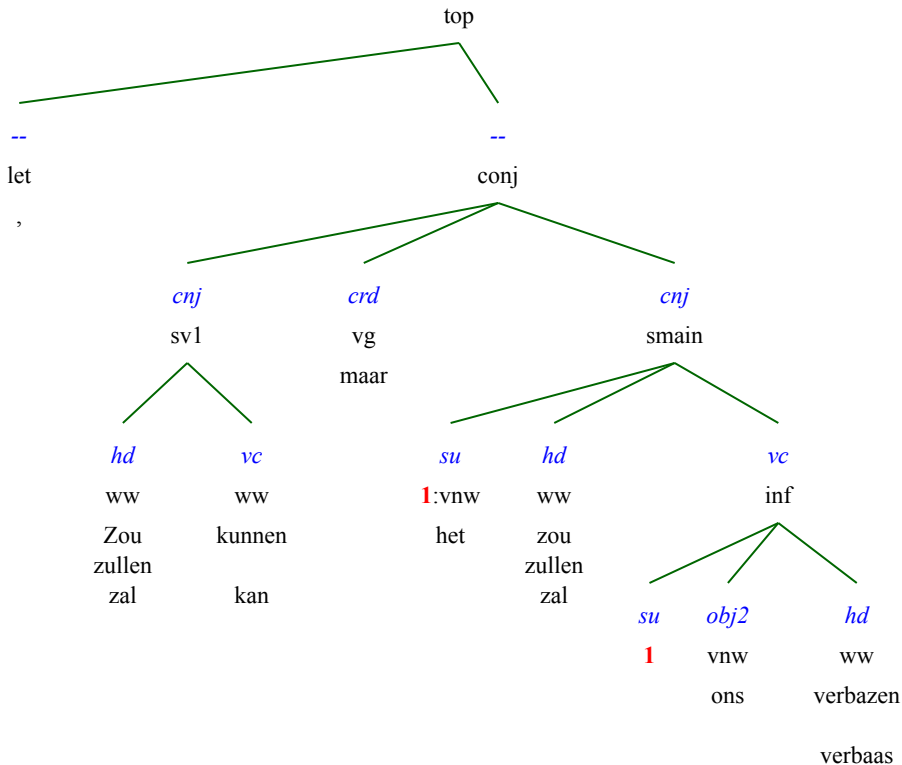 top
-- --
let conj
,
cnj crd cnj
sv1 vg smain
maar
hd vc su hd vc
ww ww 1:vnw ww inf
Zou kunnen het zou
zullen zullen
zal kan zal
su obj2 hd
1 vnw ww
ons verbazen
verbaas